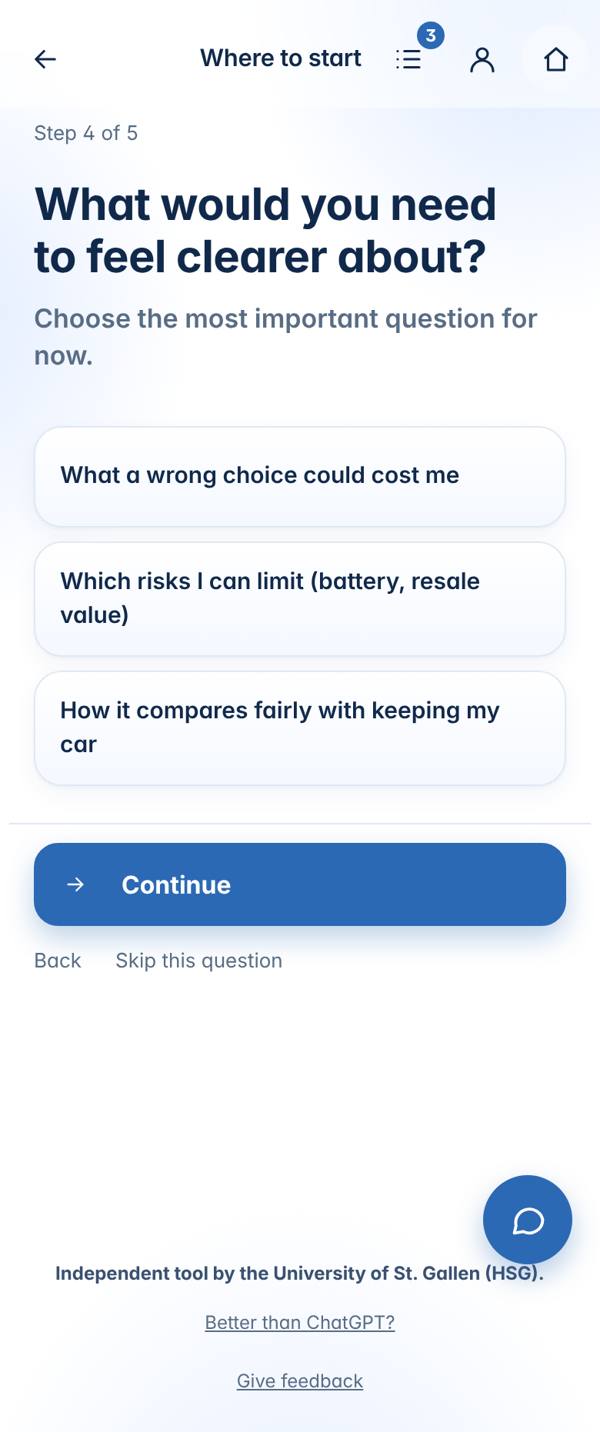 Where to start
3
Step 4 of 5
What would you need
to feel clearer about?
Choose the most important question for
now.
What a wrong choice could cost me
Which risks I can limit (battery, resale
value)
How it compares fairly with keeping my
car
Continue
Back Skip this question
Independent tool by the University of St. Gallen (HSG).
Better than ChatGPT?
Give feedback